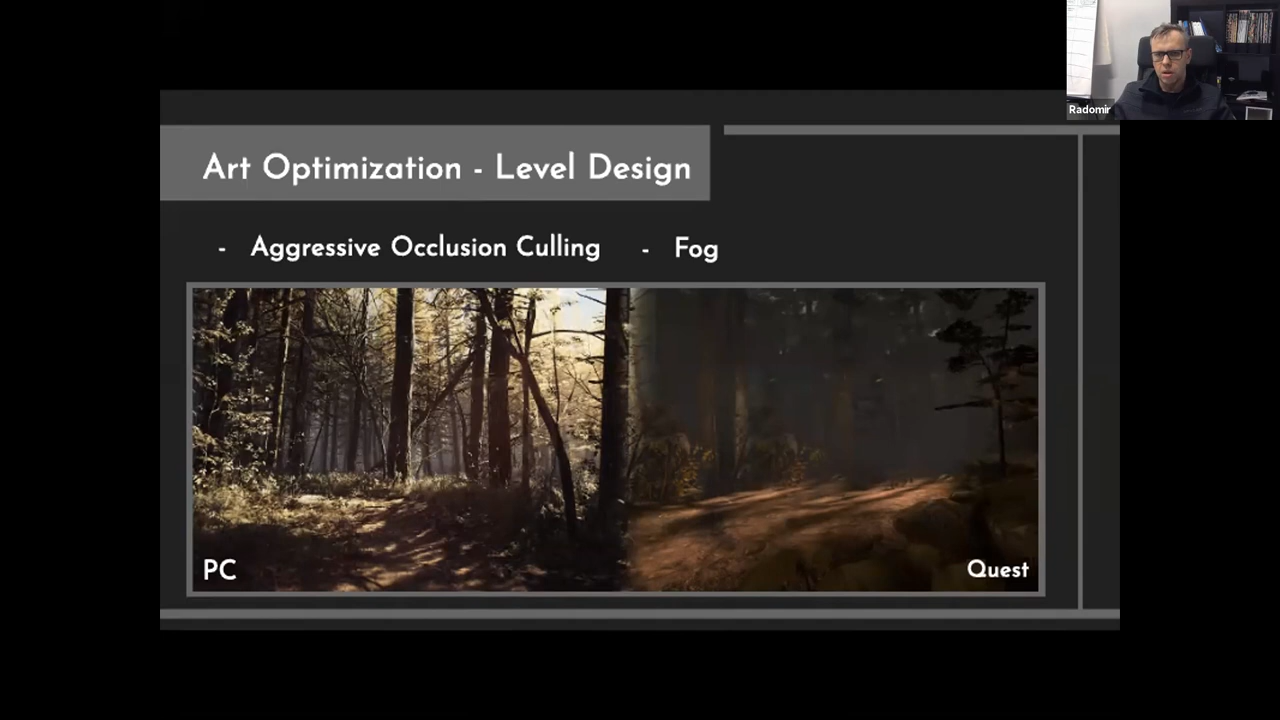 Radomir
Art Optimization - Level Design
- Aggressive Occlusion Culling - Fog
PC
Quest